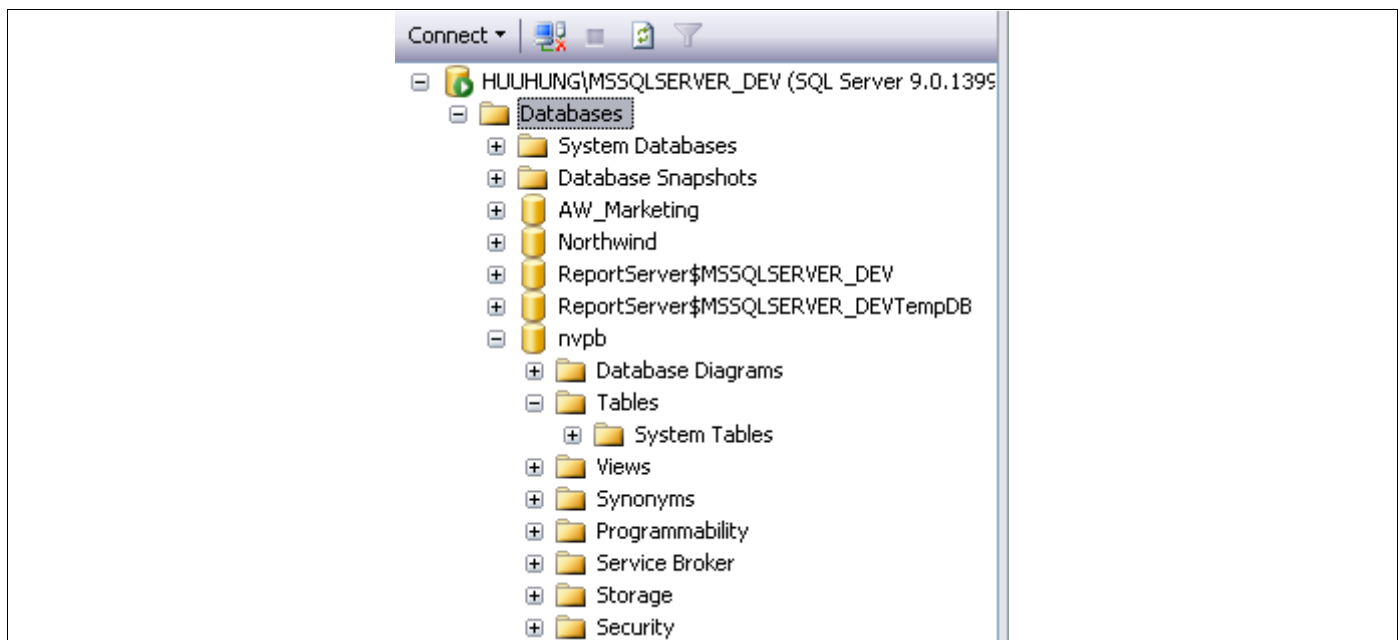 Connect
HUUHUNG\MSSQLSERVER_DEV (SQL Server 9.0.1399
Databases
System Databases
Database Snapshots
AW_Marketing
Northwind
ReportServer$MSSQLSERVER_DEV
ReportServer$MSSQLSERVER_DEVTempDB
nvpb
Database Diagrams
Tables
System Tables
Views
Synonyms
Programmability
Service Broker
Storage
Security